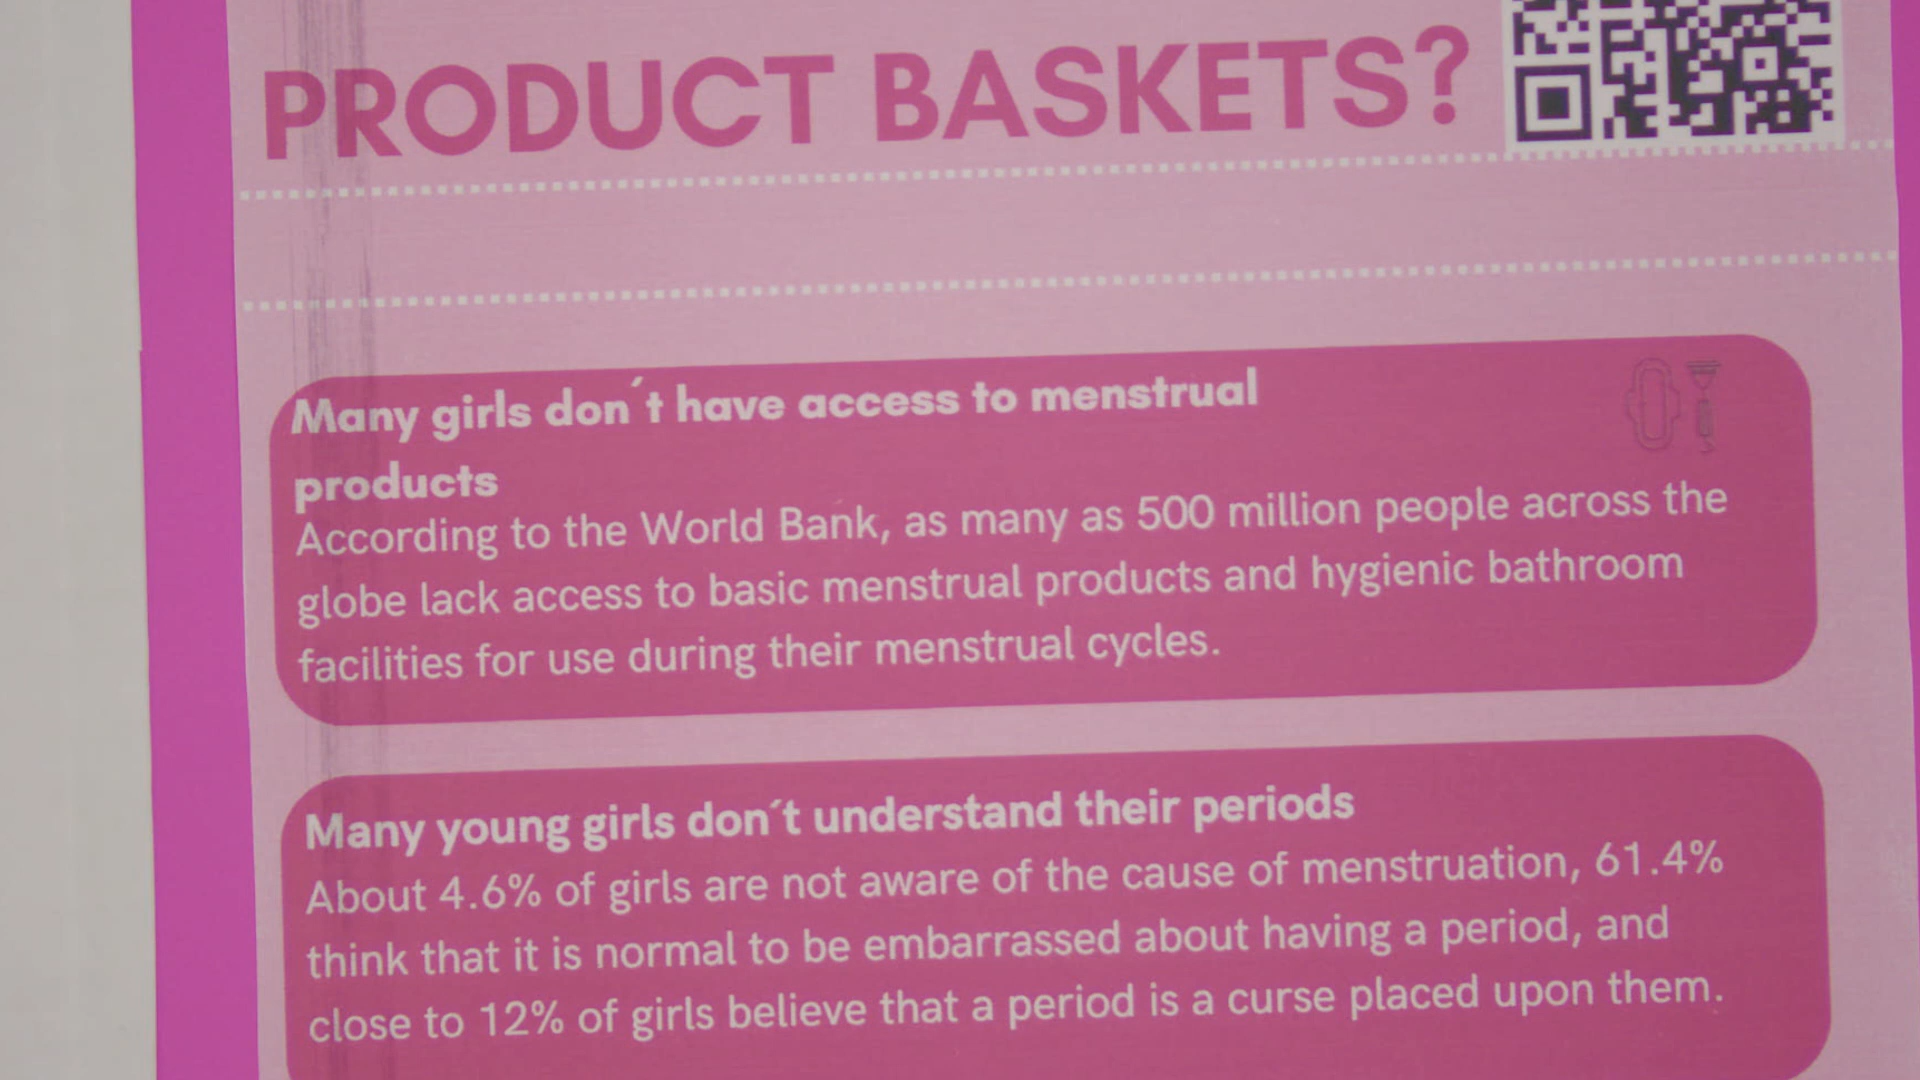 PRODUCT BASKETS?
Many girls don´t have access to menstrual
products
According to the World Bank, as many as 500 million people across the
globe lack access to basic menstrual products and hygienic bathroom
facilities for use during their menstrual cycles.
Many young girls don´t understand their periods
About 4.6% of girls are not aware of the cause of menstruation, 61.4%
think that it is normal to be embarrassed about having a period, and
close to 12% of girls believe that a period is a curse placed upon them.